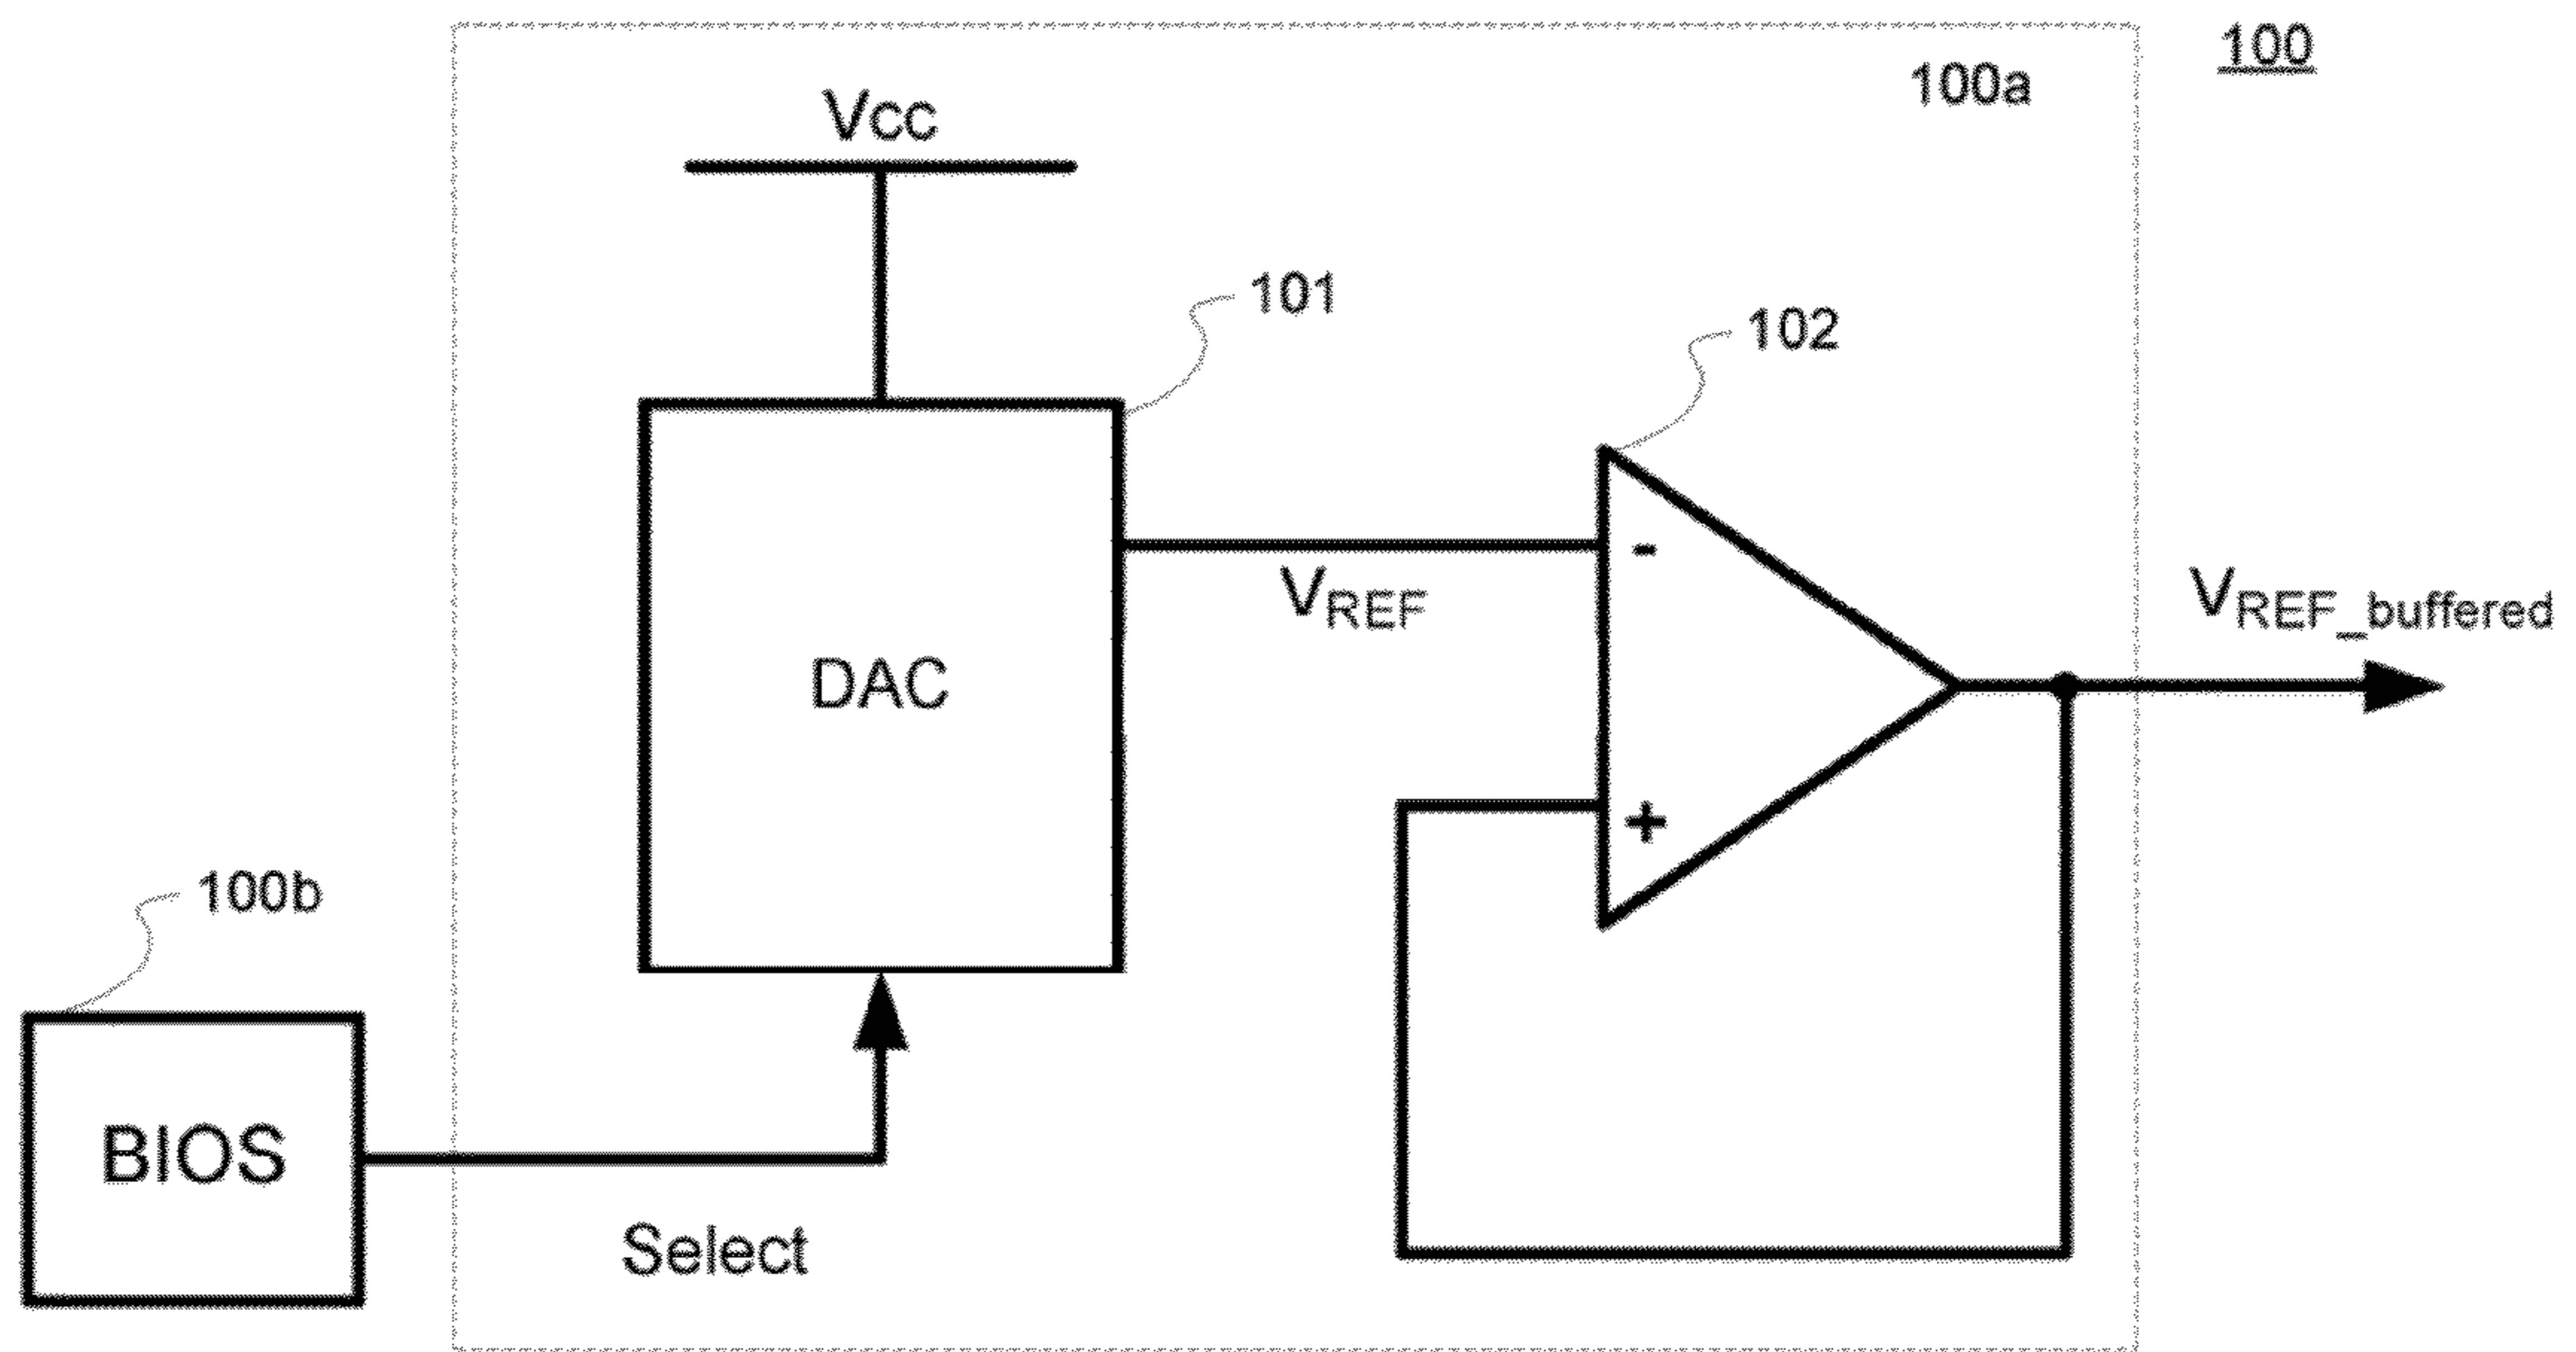 100
100a
Vcc
101
102
-
VREF
VREF_buffered
DAC
+
100b
BIOS
Select